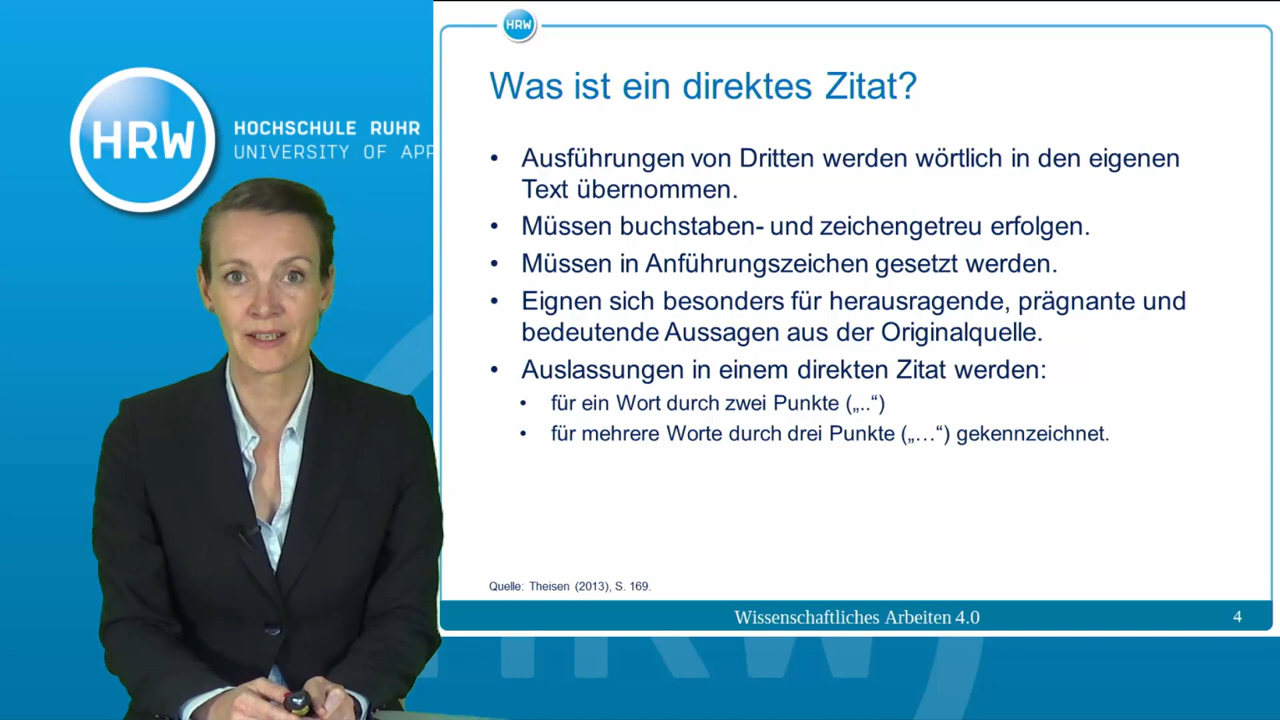 HRW
HOCHSCHULE RUHR
UNIVERSITY OF APP
HRW
Was ist ein direktes Zitat?
• Ausführungen von Dritten werden wörtlich in den eigenen
Text übernommen.
• Müssen buchstaben- und zeichengetreu erfolgen.
• Müssen in Anführungszeichen gesetzt werden.
• Eignen sich besonders für herausragende, prägnante und
bedeutende Aussagen aus der Originalquelle.
• Auslassungen in einem direkten Zitat werden:
• für ein Wort durch zwei Punkte („..“)
• für mehrere Worte durch drei Punkte („…“) gekennzeichnet.
Quelle: Theisen (2013), S. 169.
Wissenschaftliches Arbeiten 4.0
4
HRW